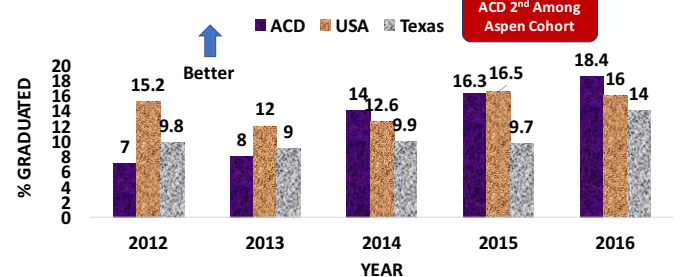 ACD 2nd Among
Aspen Cohort
ACD USA Texas
Better
% GRADUATED
20
18
16
14
12
10
8
6
4
2
0
7 15.2 9.8
8 12 9
14 12.6 9.9
16.3 16.5 9.7
18.4 16 14
2012 2013 2014 2015 2016
YEAR